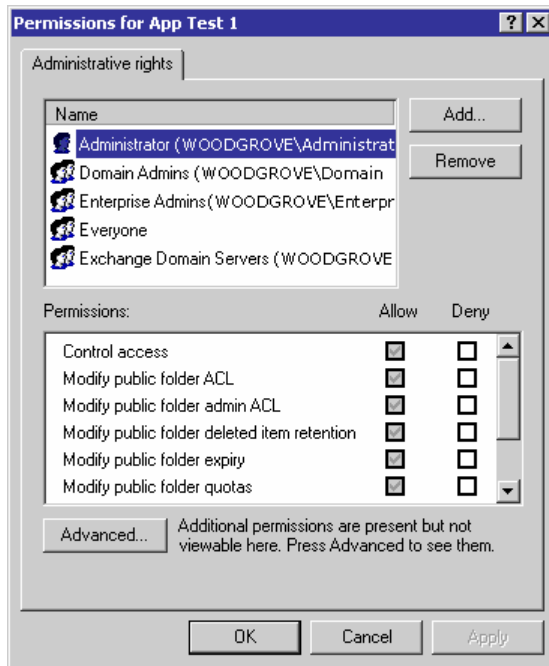 Permissions for App Test 1
Administrative rights
Name
Add...
Administrator (WOODGROVE\Administrat
Remove
Domain Admins (WOODGROVE\Domain
Enterprise Admins(WOODGROVE\Enterpr
Everyone
Exchange Domain Servers (WOODGROVE
Permissions: Allow Deny
Control access
Modify public folder ACL
Modify public folder admin ACL
Modify public folder deleted item retention
Modify public folder expiry
Modify public folder quotas
Advanced...
Additional permissions are present but not
viewable here. Press Advanced to see them.
OK Cancel Apply